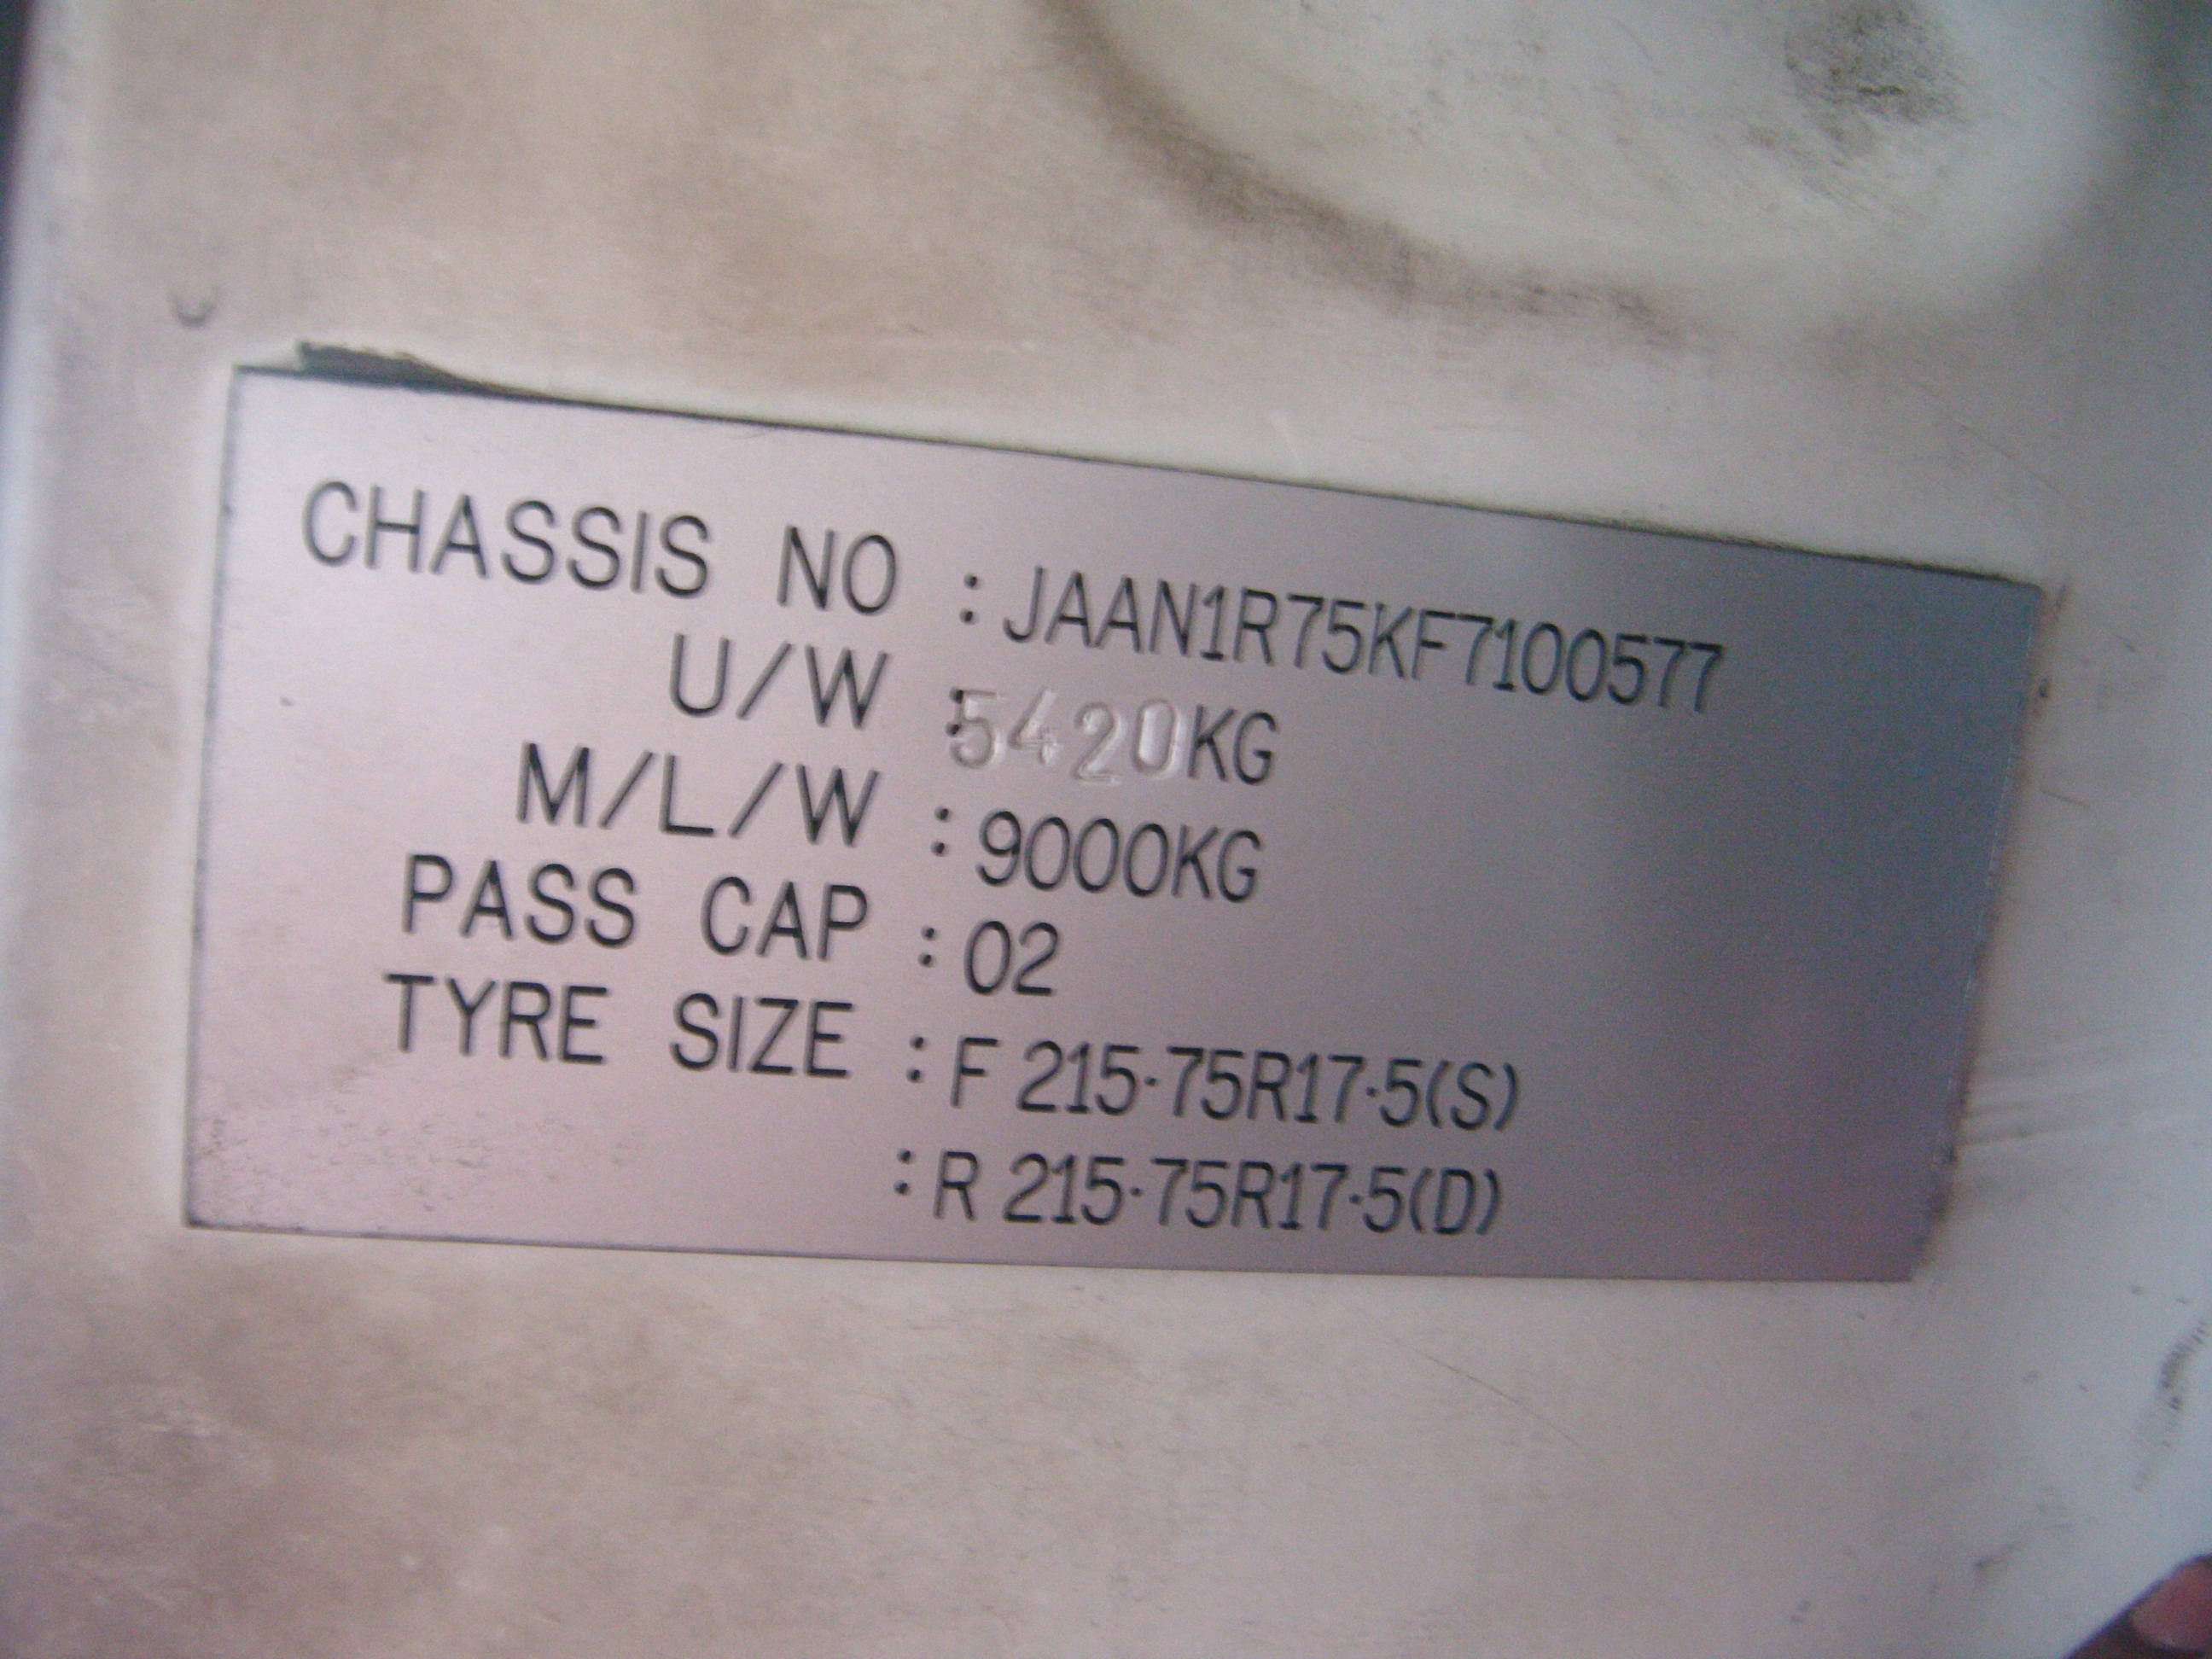 CHASSIS NO : JAAN1R75KF7100577
U/W : 5420KG
M/L/W : 9000KG
PASS CAP : 02
TYRE SIZE : F 215·75R17·5(S)
: R 215·75R17·5(D)